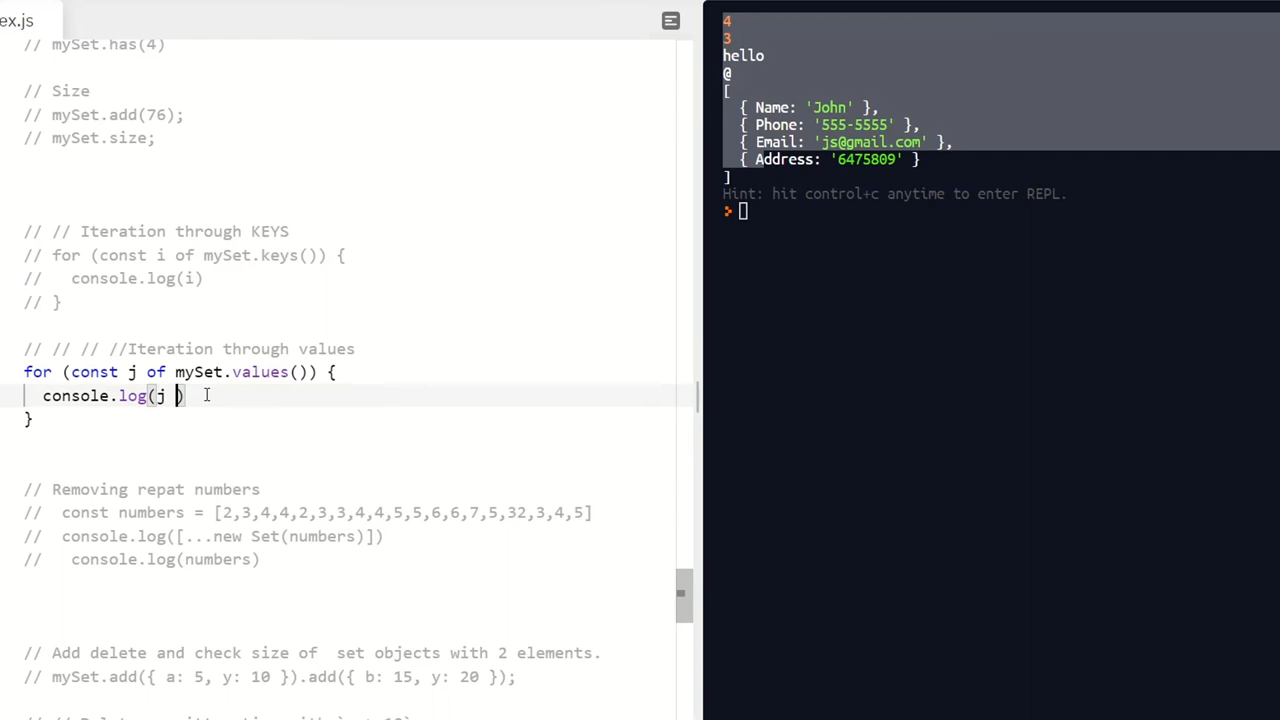 ex.js
// mySet.has(4)
// Size
// mySet.add(76);
// mySet.size;
// // Iteration through KEYS
// for (const i of mySet.keys()) {
//   console.log(i)
// }
// // // //Iteration through values
for (const j of mySet.values()) {
  console.log(j )
}
// Removing repat numbers
//  const numbers = [2,3,4,4,2,3,3,4,4,5,5,6,6,7,5,32,3,4,5]
//  console.log([...new Set(numbers)])
//   console.log(numbers)
// Add delete and check size of  set objects with 2 elements.
// mySet.add({ a: 5, y: 10 }).add({ b: 15, y: 20 });
4
3
hello
@
[
  { Name: 'John' },
  { Phone: '555-5555' },
  { Email: 'js@gmail.com' },
  { Address: '6475809' }
]
Hint: hit control+c anytime to enter REPL.
>